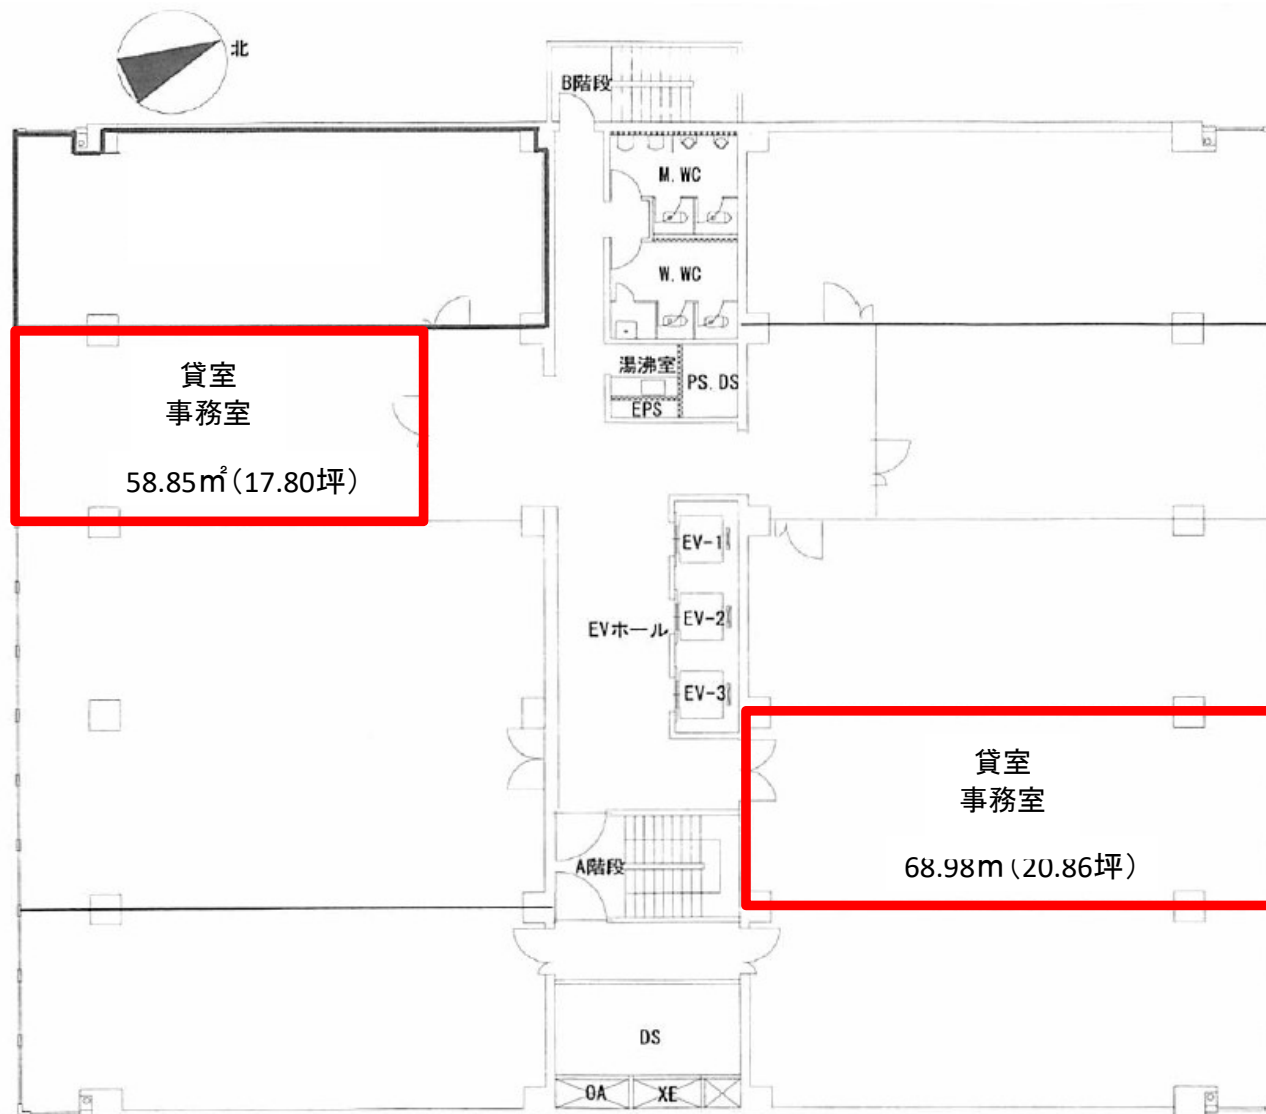 北
B階段
M.WC
W.WC
湯沸室
PS.DS
EPS
貸室
事務室
58.85㎡(17.80坪)
EV-1
EV-2
EVホール
EV-3
貸室
事務室
68.98m(20.86坪)
A階段
DS
OA
XE